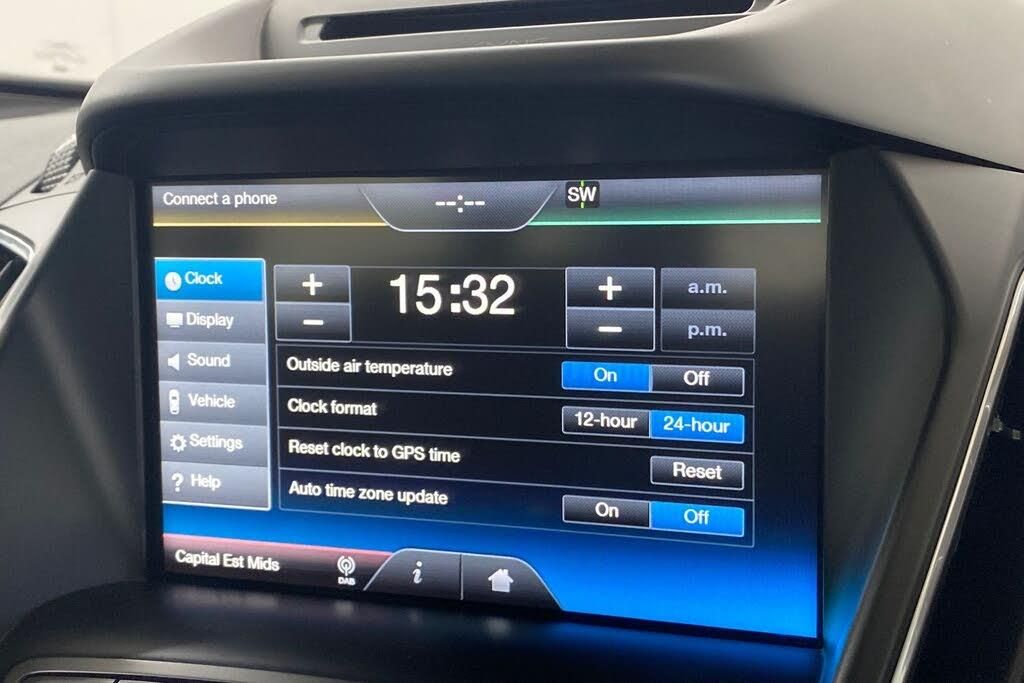 Connect a phone
--:--
SW
Clock
+
15:32
+
a.m.
−
−
p.m.
Display
Sound
Vehicle
Settings
? Help
Outside air temperature
On
Off
Clock format
12-hour
24-hour
Reset clock to GPS time
Reset
Auto time zone update
On
Off
Capital Est Mids
DAB
i